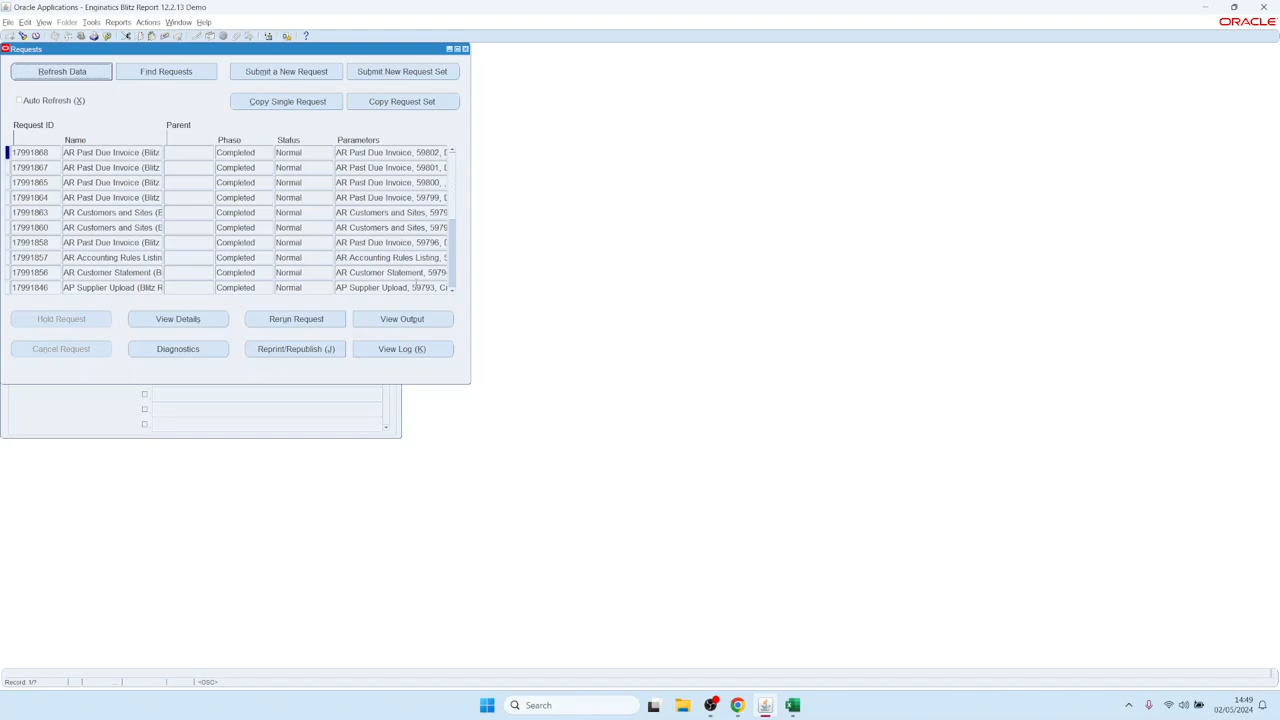 Oracle Applications - Enginatics Blitz Report 12.2.13 Demo
File Edit View Folder Tools Reports Actions Window Help
ORACLE
Requests
Refresh Data Find Requests Submit a New Request Submit New Request Set
Auto Refresh (X) Copy Single Request Copy Request Set
Request ID Parent
Name Phase Status Parameters
17991868 AR Past Due Invoice (Blitz Completed Normal AR Past Due Invoice, 59802, D
17991867 AR Past Due Invoice (Blitz Completed Normal AR Past Due Invoice, 59801, D
17991865 AR Past Due Invoice (Blitz Completed Normal AR Past Due Invoice, 59800, ,
17991864 AR Past Due Invoice (Blitz Completed Normal AR Past Due Invoice, 59799, D
17991863 AR Customers and Sites (E Completed Normal AR Customers and Sites, 5979
17991860 AR Customers and Sites (E Completed Normal AR Customers and Sites, 5979
17991858 AR Past Due Invoice (Blitz Completed Normal AR Past Due Invoice, 59796, D
17991857 AR Accounting Rules Listin Completed Normal AR Accounting Rules Listing, 5
17991856 AR Customer Statement (B Completed Normal AR Customer Statement, 5979
17991846 AP Supplier Upload (Blitz R Completed Normal AP Supplier Upload, 59793, Cr
Hold Request View Details Rerun Request View Output
Cancel Request Diagnostics Reprint/Republish (J) View Log (K)
Record: 1/? ... <OSC>
Search
14:49
02/05/2024